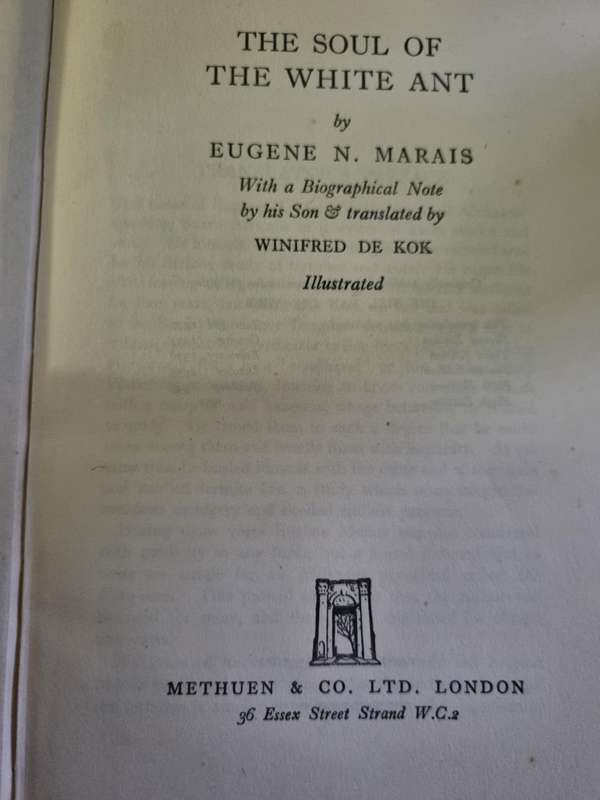 THE SOUL OF
THE WHITE ANT
by
EUGENE N. MARAIS
With a Biographical Note
by his Son & translated by
WINIFRED DE KOK
Illustrated
METHUEN & CO. LTD. LONDON
36 Essex Street Strand W.C.2